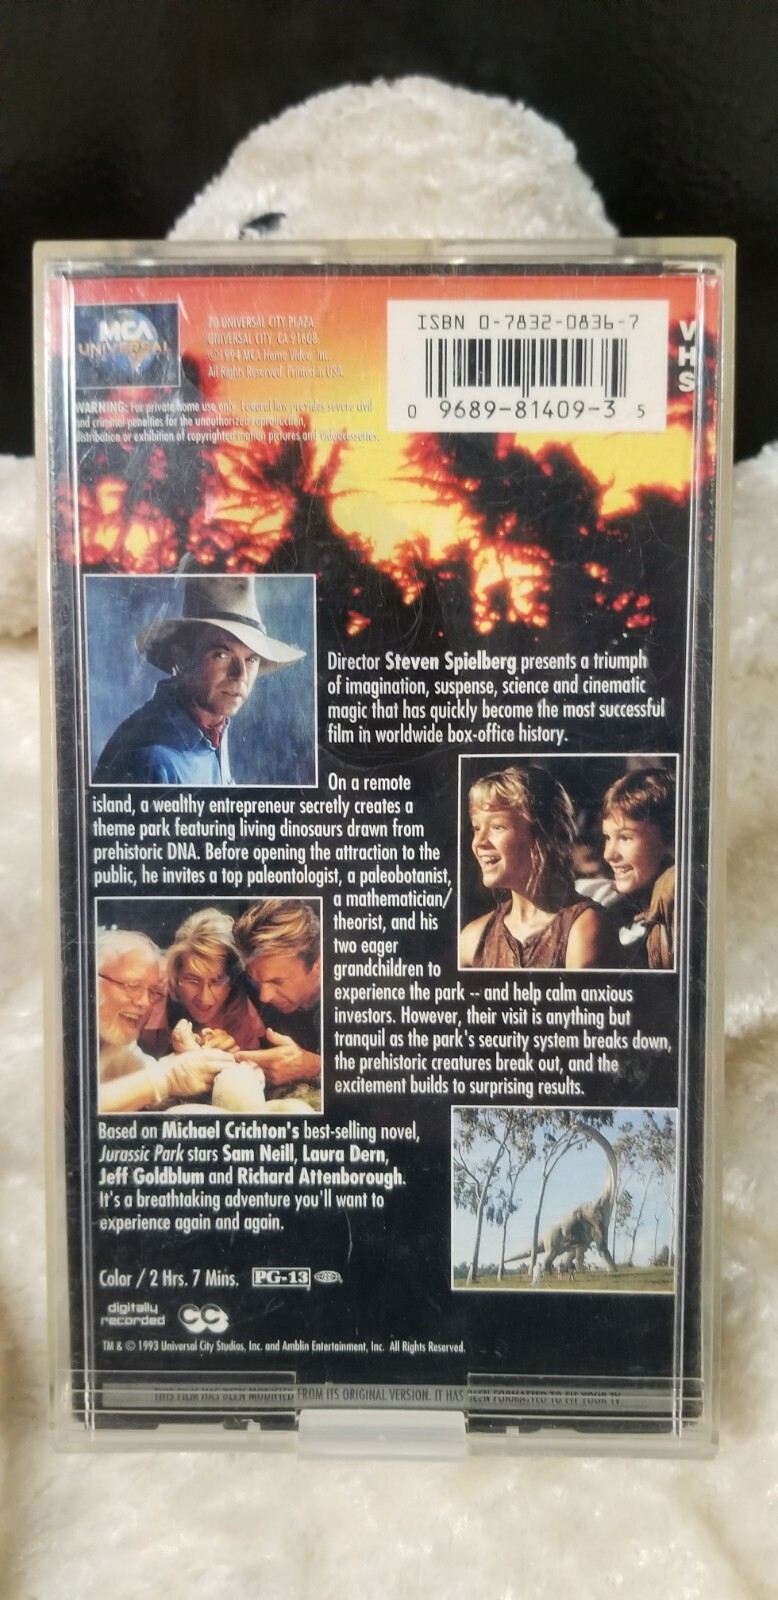 MCA
UNIVERSAL
70 UNIVERSAL CITY PLAZA,
UNIVERSAL CITY, CA 91608.
©1994 MCA Home Video, Inc.
All Rights Reserved. Printed in USA.
WARNING: For private home use only. Federal law provides severe civil
and criminal penalties for the unauthorized reproduction,
distribution or exhibition of copyrighted motion pictures and videocassettes.
ISBN 0-7832-0836-7
0 9689-81409-3 5
VHS
Director Steven Spielberg presents a triumph
of imagination, suspense, science and cinematic
magic that has quickly become the most successful
film in worldwide box-office history.
On a remote
island, a wealthy entrepreneur secretly creates a
theme park featuring living dinosaurs drawn from
prehistoric DNA. Before opening the attraction to the
public, he invites a top paleontologist, a paleobotanist,
a mathematician/
theorist, and his
two eager
grandchildren to
experience the park -- and help calm anxious
investors. However, their visit is anything but
tranquil as the park's security system breaks down,
the prehistoric creatures break out, and the
excitement builds to surprising results.
Based on Michael Crichton's best-selling novel,
Jurassic Park stars Sam Neill, Laura Dern,
Jeff Goldblum and Richard Attenborough.
It's a breathtaking adventure you'll want to
experience again and again.
Color / 2 Hrs. 7 Mins. PG-13
digitally
recorded CC
TM & © 1993 Universal City Studios, Inc. and Amblin Entertainment, Inc. All Rights Reserved.
THIS FILM HAS BEEN MODIFIED FROM ITS ORIGINAL VERSION. IT HAS BEEN FORMATTED TO FIT YOUR TV.